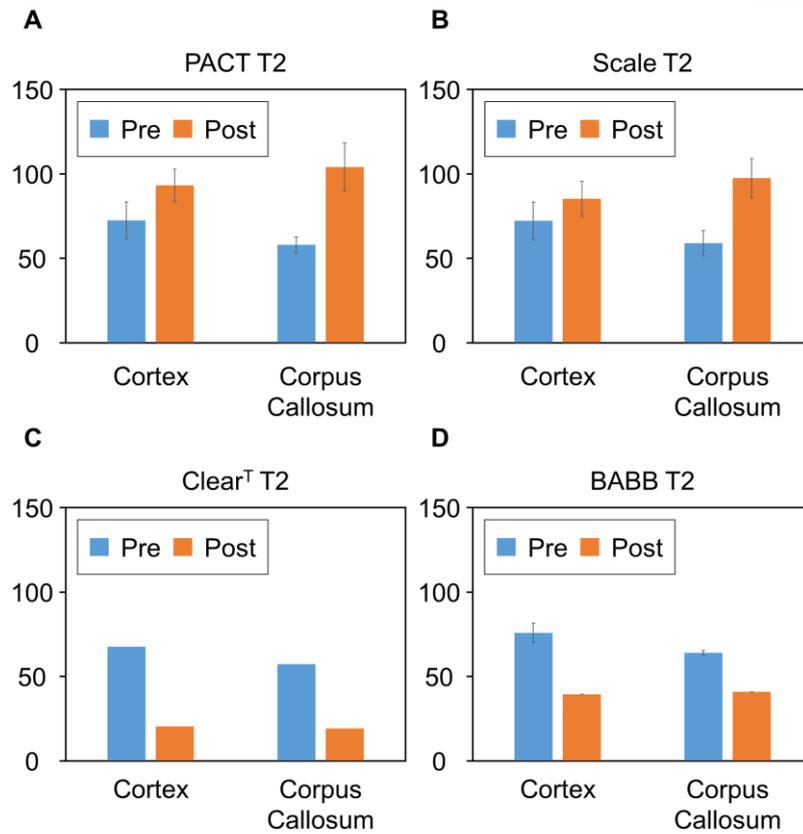 A
PACT T2
150
100
50
0
Pre Post
Cortex
Corpus
Callosum
B
Scale T2
150
100
50
0
Pre Post
Cortex
Corpus
Callosum
C
Clearᵀ T2
150
100
50
0
Pre Post
Cortex
Corpus
Callosum
D
BABB T2
150
100
50
0
Pre Post
Cortex
Corpus
Callosum